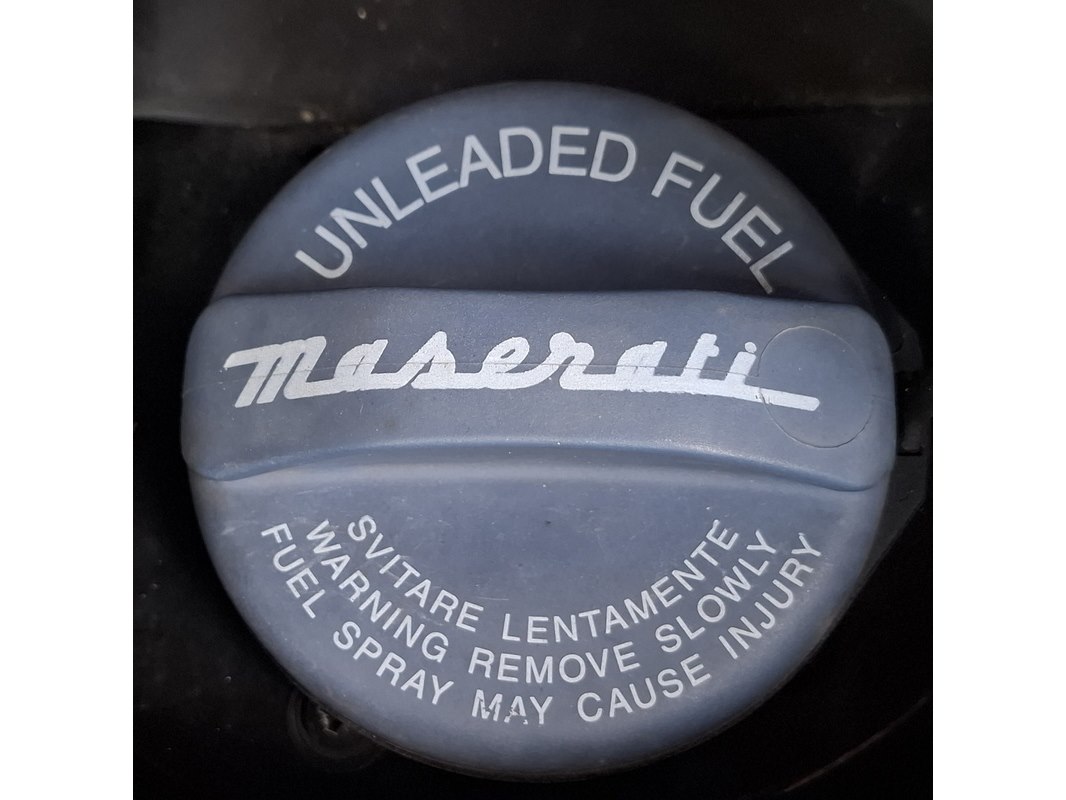 UNLEADED FUEL
maserati
SVITARE LENTAMENTE
WARNING REMOVE SLOWLY
FUEL SPRAY MAY CAUSE INJURY